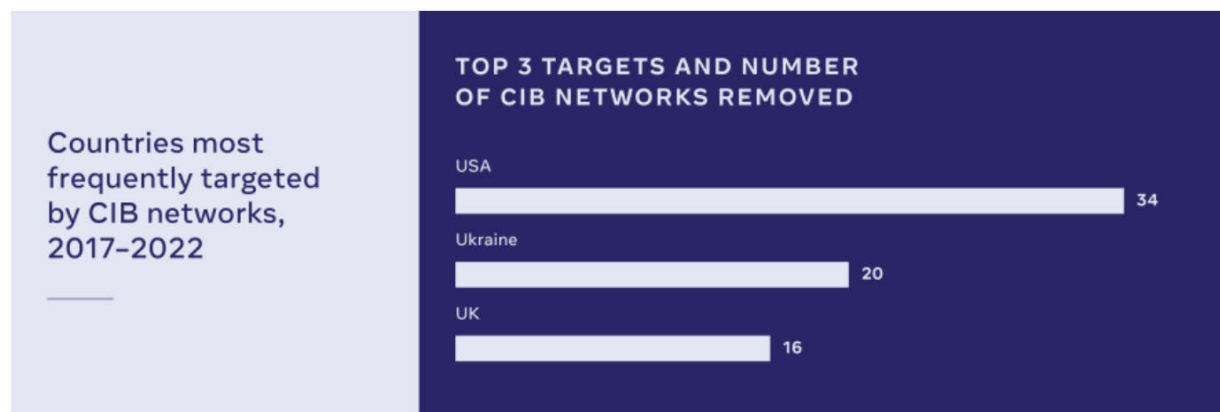 Countries most
frequently targeted
by CIB networks,
2017–2022
TOP 3 TARGETS AND NUMBER
OF CIB NETWORKS REMOVED
USA
34
Ukraine
20
UK
16